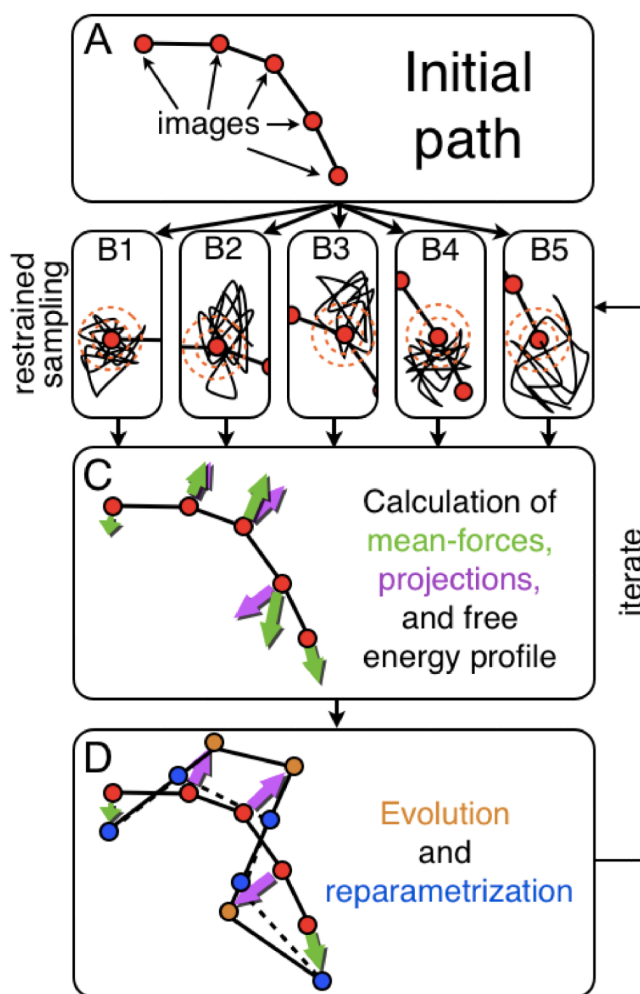 A
Initial
path
images
B1
B2
B3
B4
B5
restrained
sampling
C
Calculation of
mean-forces,
projections,
and free
energy profile
iterate
D
Evolution
and
reparametrization